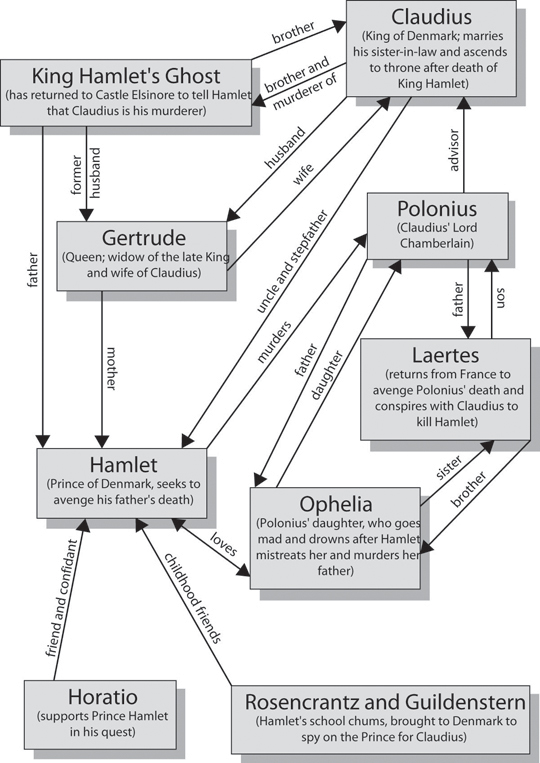 Claudius
(King of Denmark; marries
his sister-in-law and ascends
to throne after death of
King Hamlet)
brother
King Hamlet's Ghost
(has returned to Castle Elsinore to tell Hamlet
that Claudius is his murderer)
brother and
murderer of
former
husband
husband
wife
advisor
Polonius
(Claudius' Lord
Chamberlain)
Gertrude
(Queen; widow of the late King
and wife of Claudius)
father
uncle and stepfather
father
son
murders
father
daughter
mother
Laertes
(returns from France to
avenge Polonius' death and
conspires with Claudius to
kill Hamlet)
Hamlet
(Prince of Denmark, seeks to
avenge his father's death)
sister
brother
Ophelia
(Polonius' daughter, who goes
mad and drowns after Hamlet
mistreats her and murders her
father)
loves
friend and confidant
childhood friends
Horatio
(supports Prince Hamlet
in his quest)
Rosencrantz and Guildenstern
(Hamlet's school chums, brought to Denmark to
spy on the Prince for Claudius)